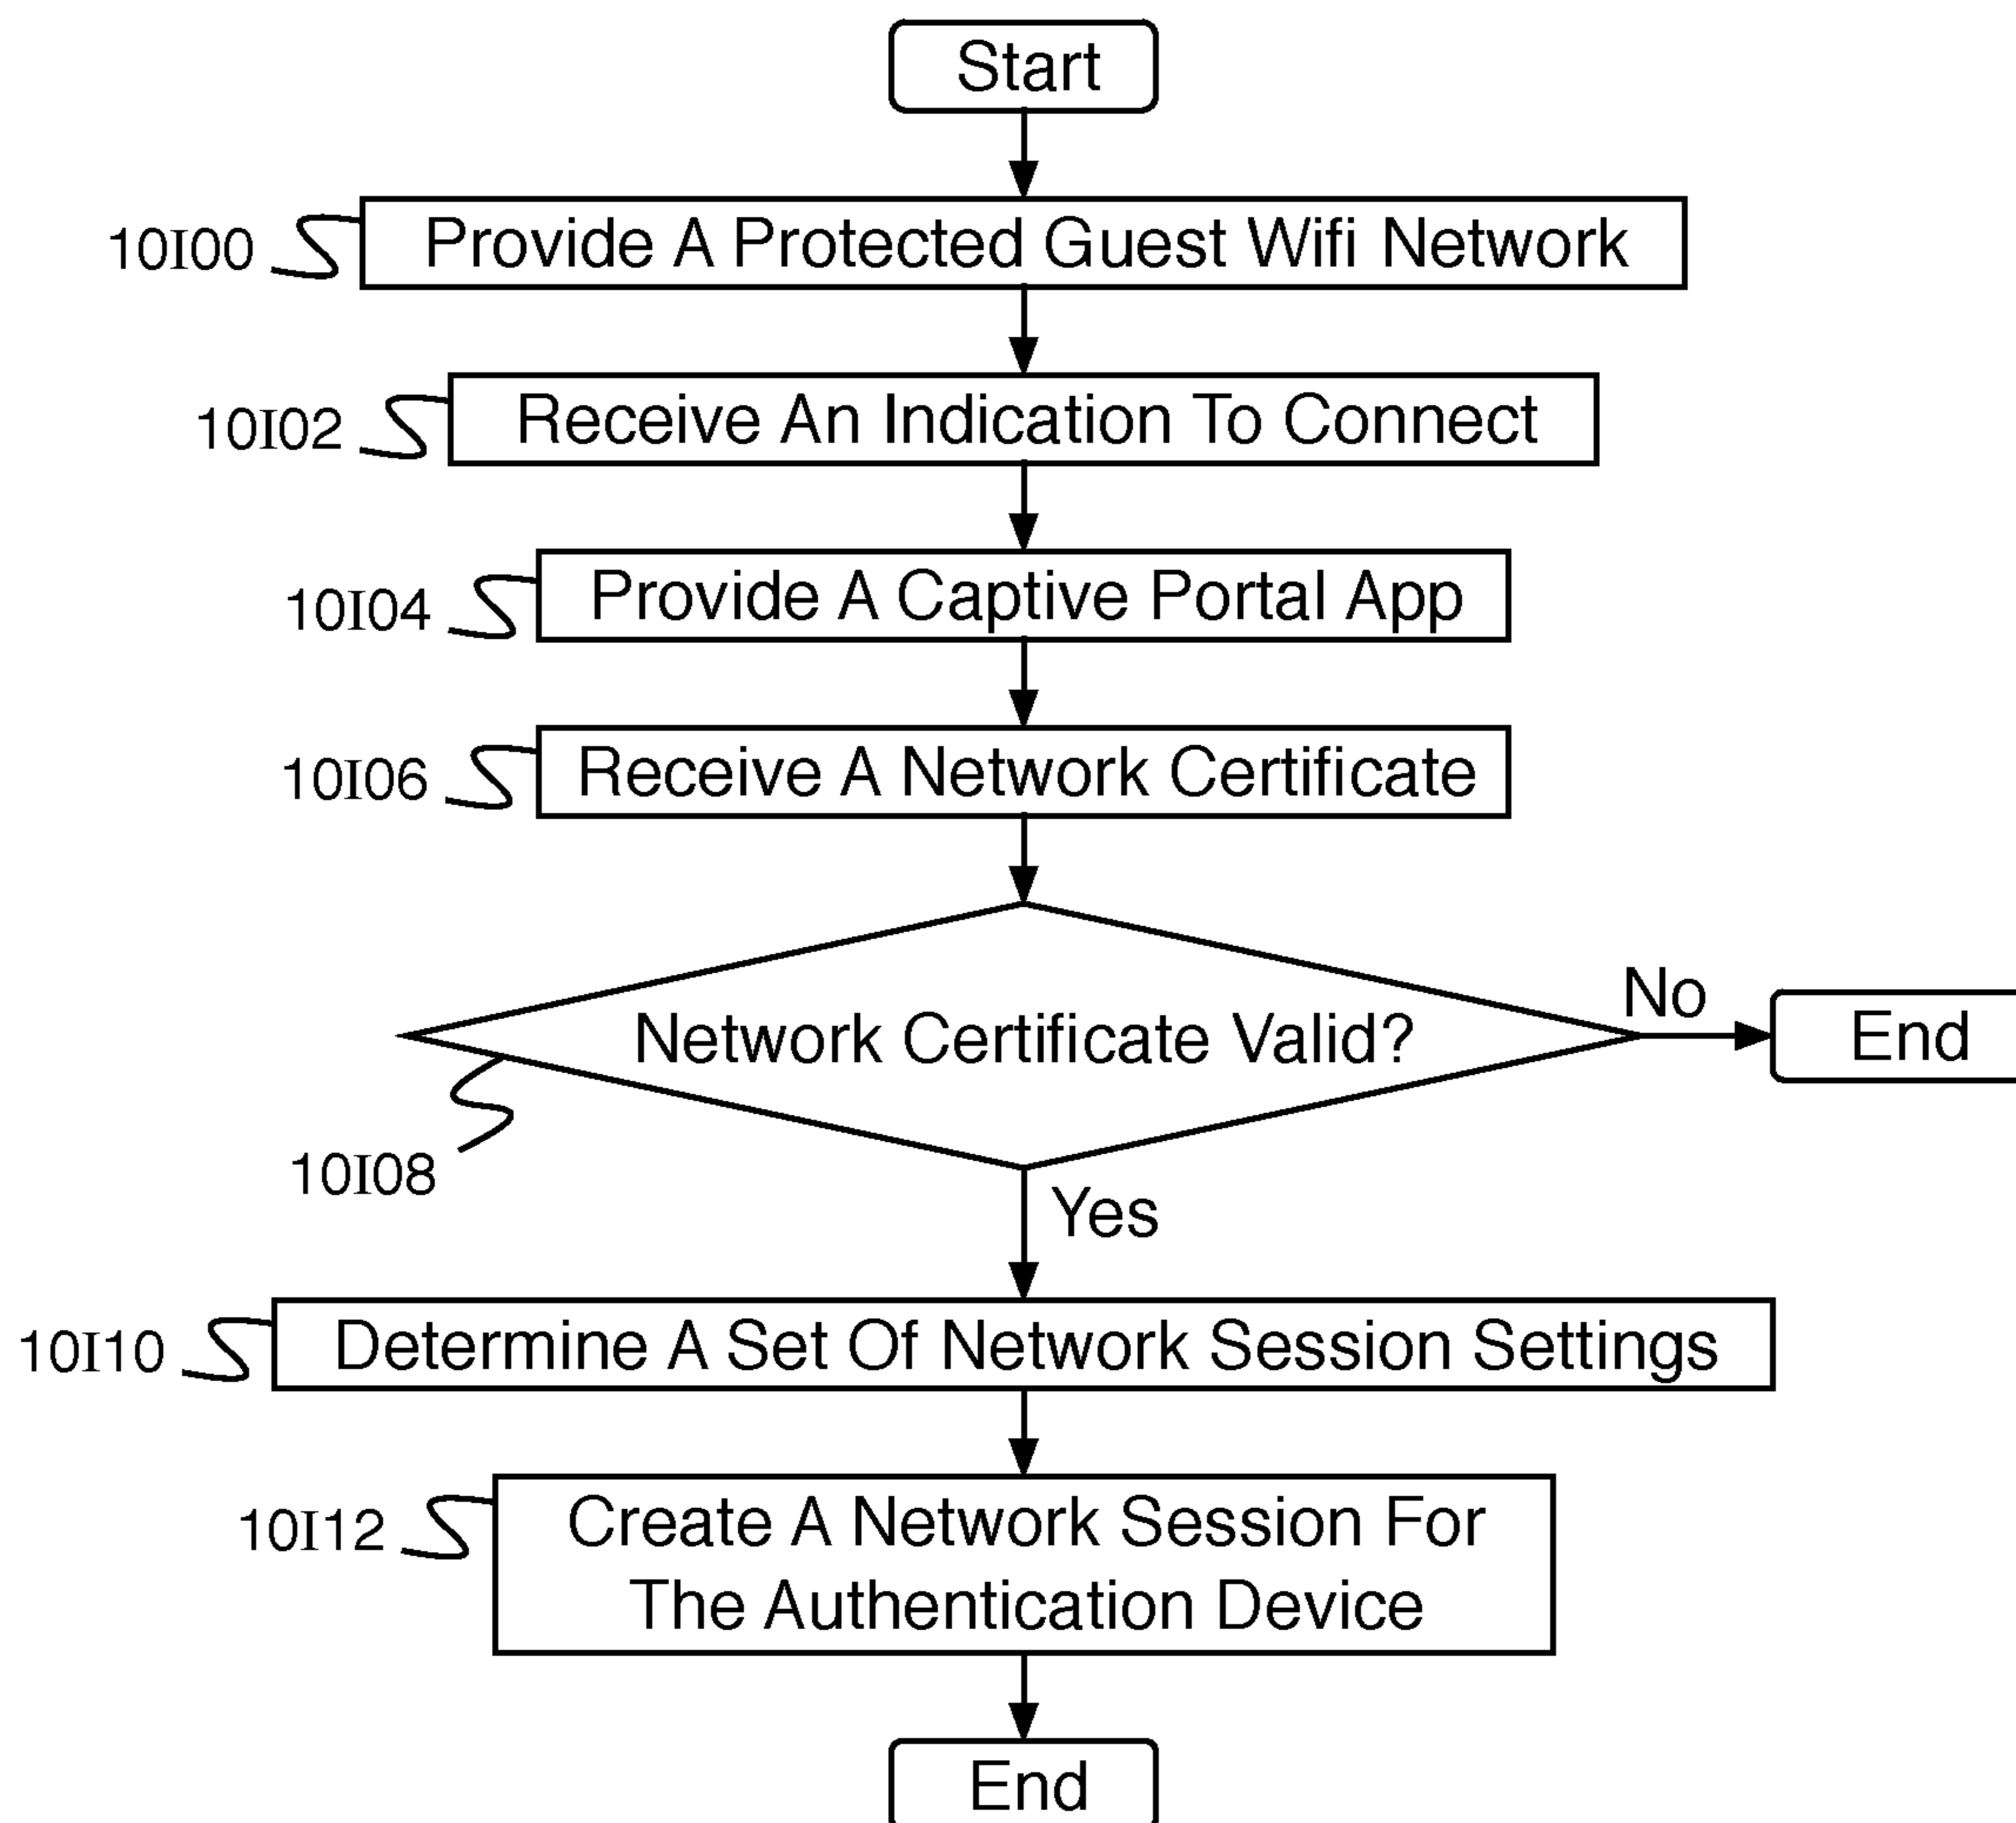 Start
10I00
Provide A Protected Guest Wifi Network
10I02
Receive An Indication To Connect
10I04
Provide A Captive Portal App
10I06
Receive A Network Certificate
Network Certificate Valid?
No
End
10I08
Yes
10I10
Determine A Set Of Network Session Settings
10I12
Create A Network Session For
The Authentication Device
End